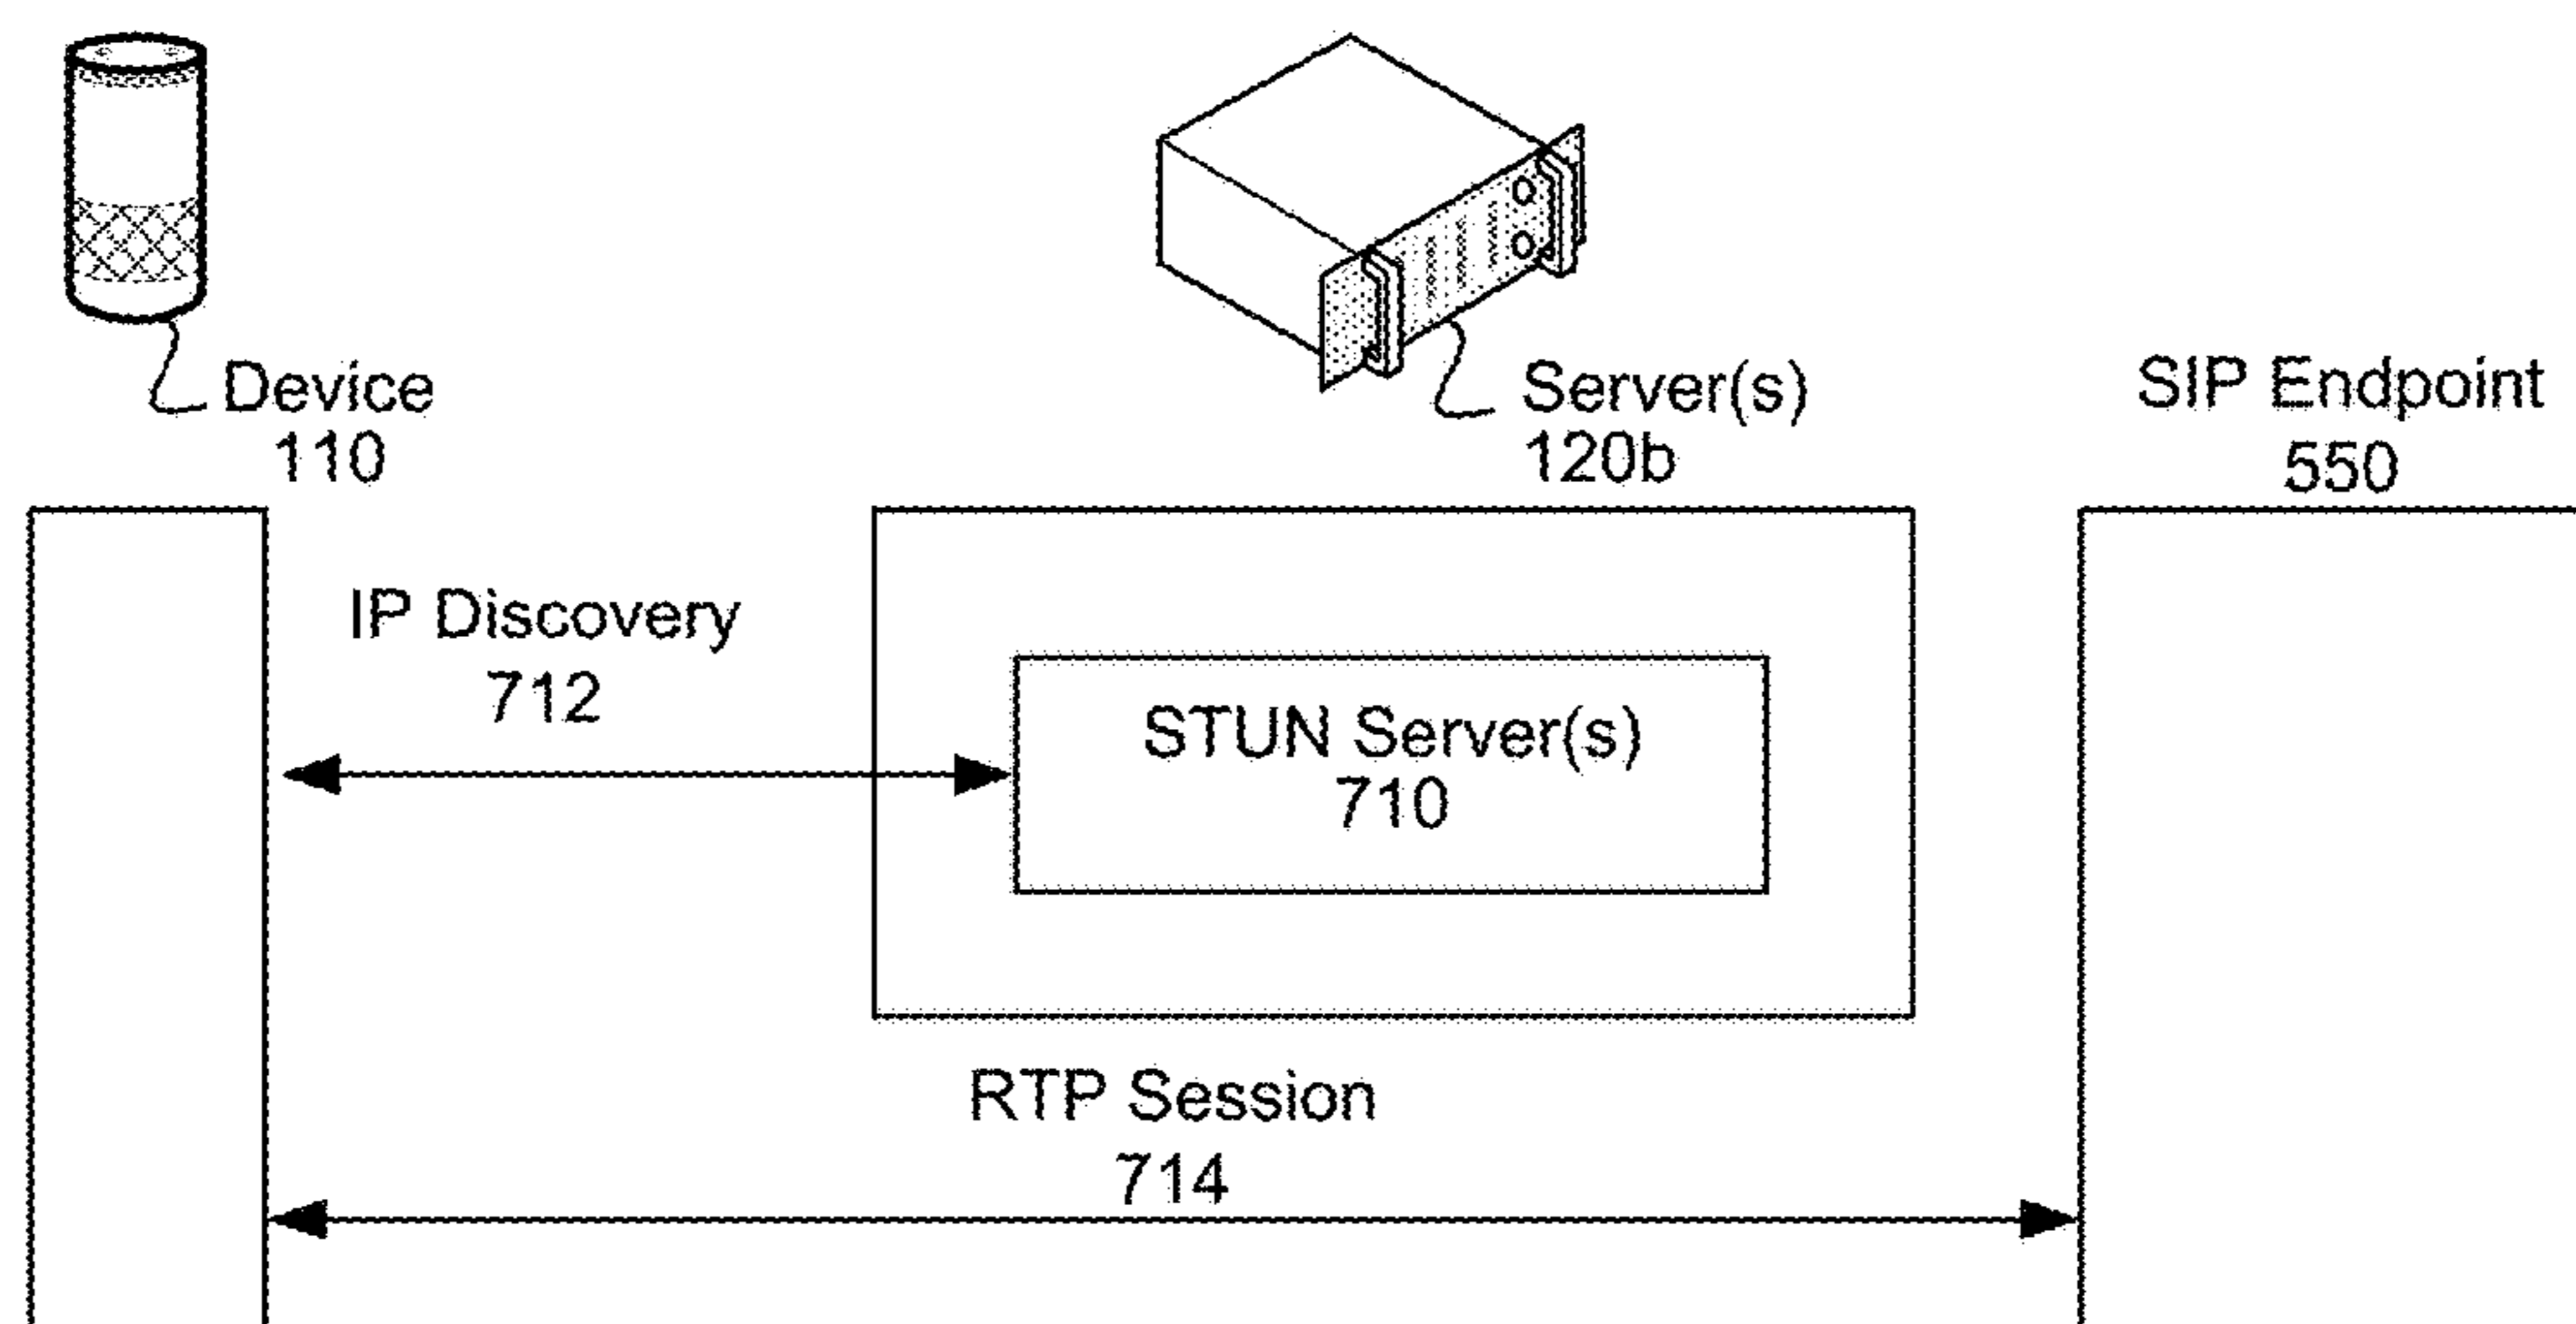 Device
110
Server(s)
120b
SIP Endpoint
550
IP Discovery
712
STUN Server(s)
710
RTP Session
714